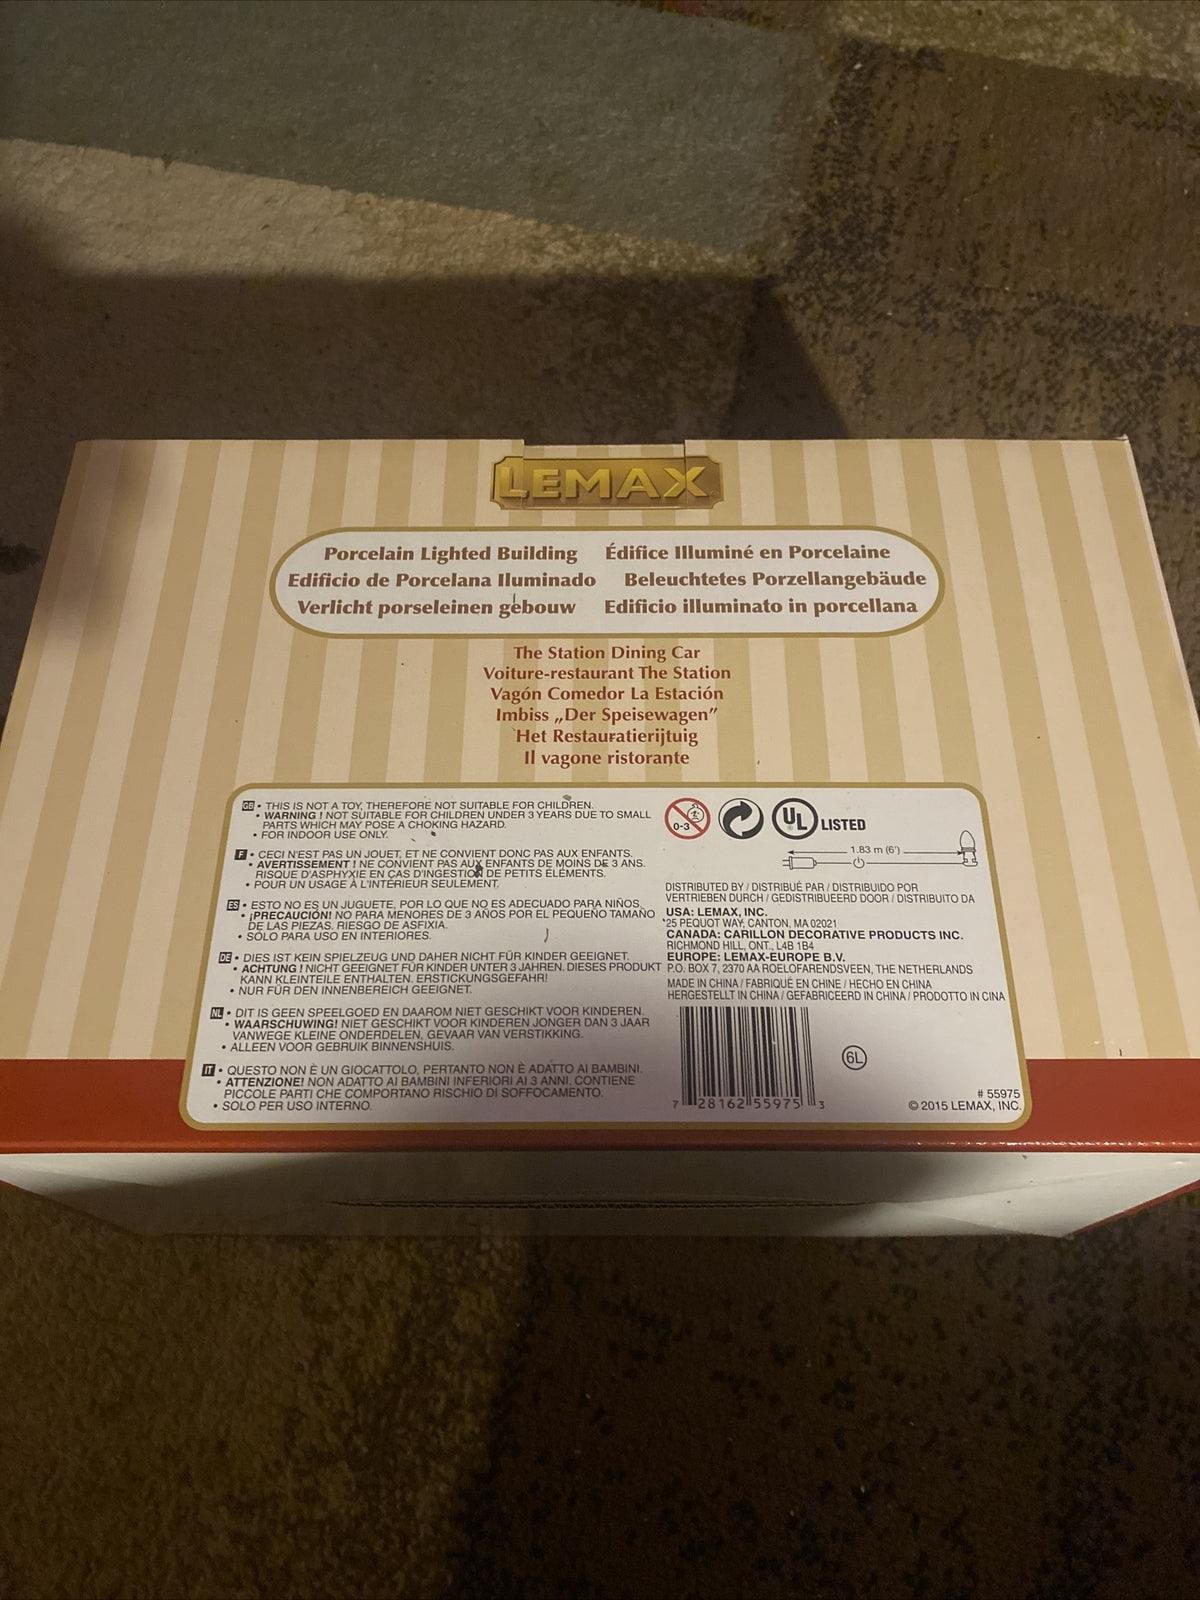 LEMAX
Porcelain Lighted Building Édifice Illuminé en Porcelaine
Edificio de Porcelana Iluminado Beleuchtetes Porzellangebäude
Verlicht porseleinen gebouw Edificio illuminato in porcellana
The Station Dining Car
Voiture-restaurant The Station
Vagón Comedor La Estación
Imbiss „Der Speisewagen”
Het Restauratierijtuig
Il vagone ristorante
GB • THIS IS NOT A TOY, THEREFORE NOT SUITABLE FOR CHILDREN.
• WARNING ! NOT SUITABLE FOR CHILDREN UNDER 3 YEARS DUE TO SMALL
PARTS WHICH MAY POSE A CHOKING HAZARD.
• FOR INDOOR USE ONLY.
F • CECI N'EST PAS UN JOUET, ET NE CONVIENT DONC PAS AUX ENFANTS.
• AVERTISSEMENT ! NE CONVIENT PAS AUX ENFANTS DE MOINS DE 3 ANS.
RISQUE D'ASPHYXIE EN CAS D'INGESTION DE PETITS ÉLÉMENTS.
• POUR UN USAGE À L'INTÉRIEUR SEULEMENT.
ES • ESTO NO ES UN JUGUETE, POR LO QUE NO ES ADECUADO PARA NIÑOS.
• ¡PRECAUCIÓN! NO PARA MENORES DE 3 AÑOS POR EL PEQUEÑO TAMAÑO
DE LAS PIEZAS. RIESGO DE ASFIXIA.
• SÓLO PARA USO EN INTERIORES.
DE • DIES IST KEIN SPIELZEUG UND DAHER NICHT FÜR KINDER GEEIGNET.
• ACHTUNG ! NICHT GEEIGNET FÜR KINDER UNTER 3 JAHREN. DIESES PRODUKT
KANN KLEINTEILE ENTHALTEN. ERSTICKUNGSGEFAHR!
• NUR FÜR DEN INNENBEREICH GEEIGNET.
NL • DIT IS GEEN SPEELGOED EN DAAROM NIET GESCHIKT VOOR KINDEREN.
• WAARSCHUWING! NIET GESCHIKT VOOR KINDEREN JONGER DAN 3 JAAR
VANWEGE KLEINE ONDERDELEN, GEVAAR VAN VERSTIKKING.
• ALLEEN VOOR GEBRUIK BINNENSHUIS.
IT • QUESTO NON È UN GIOCATTOLO, PERTANTO NON È ADATTO AI BAMBINI.
• ATTENZIONE! NON ADATTO AI BAMBINI INFERIORI AI 3 ANNI. CONTIENE
PICCOLE PARTI CHE COMPORTANO RISCHIO DI SOFFOCAMENTO.
• SOLO PER USO INTERNO.
0-3 UL LISTED
1.83 m (6')
DISTRIBUTED BY / DISTRIBUÉ PAR / DISTRIBUIDO POR
VERTRIEBEN DURCH / GEDISTRIBUEERD DOOR / DISTRIBUITO DA
USA: LEMAX, INC.
25 PEQUOT WAY, CANTON, MA 02021
CANADA: CARILLON DECORATIVE PRODUCTS INC.
RICHMOND HILL, ONT., L4B 1B4
EUROPE: LEMAX-EUROPE B.V.
P.O. BOX 7, 2370 AA ROELOFARENDSVEEN, THE NETHERLANDS
MADE IN CHINA / FABRIQUÉ EN CHINE / HECHO EN CHINA
HERGESTELLT IN CHINA / GEFABRICEERD IN CHINA / PRODOTTO IN CINA
6L
7 28162 55975 3
# 55975
© 2015 LEMAX, INC.